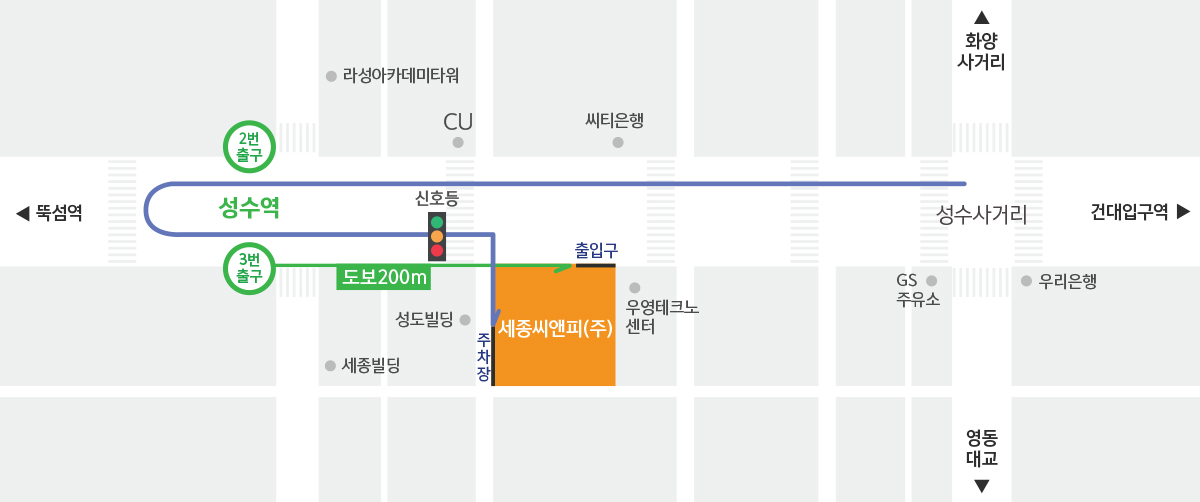 화양
사거리
라성아카데미타워
CU
씨티은행
2번
출구
성수역
신호등
뚝섬역
성수사거리
건대입구역
3번
출구
출입구
도보200m
GS
주유소
우리은행
우영테크노
센터
성도빌딩
세종씨앤피(주)
주
차
장
세종빌딩
영동
대교